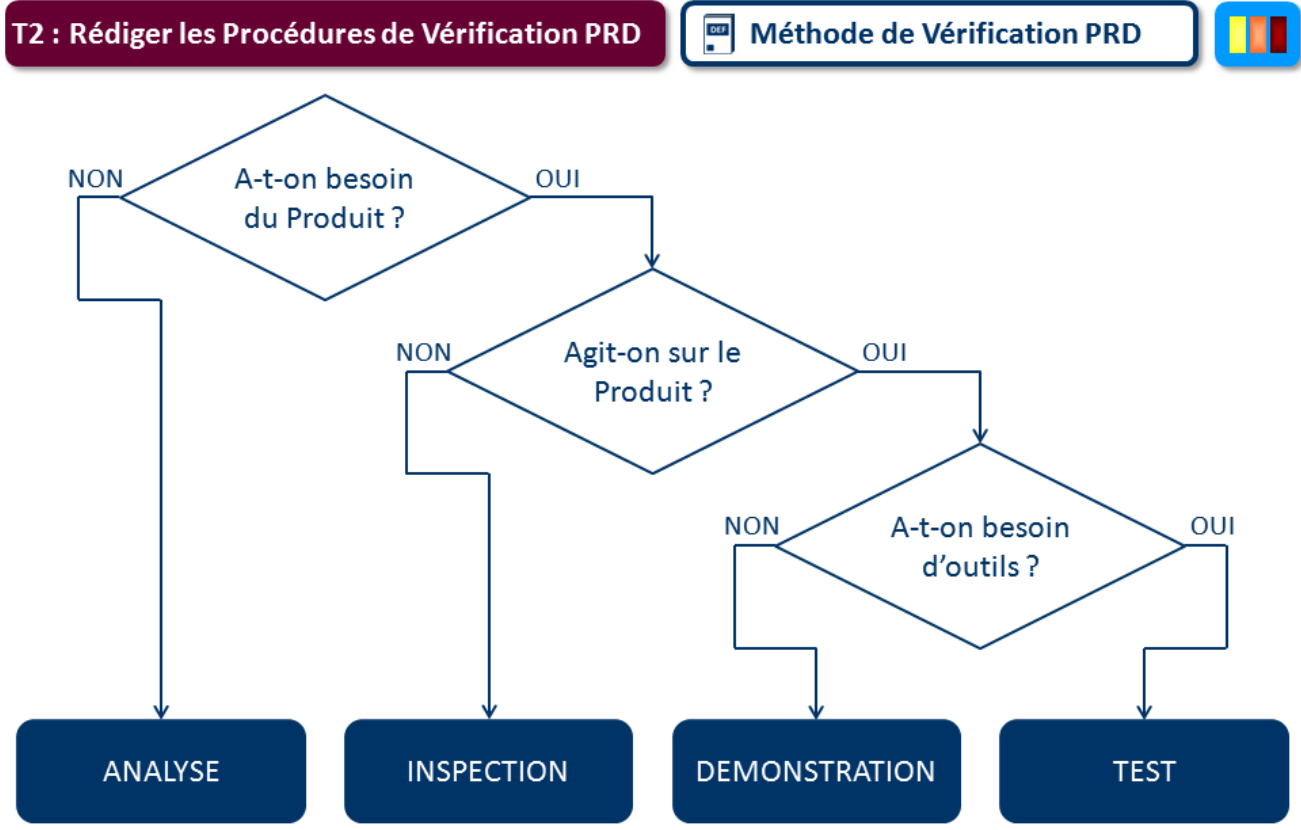 T2 : Rédiger les Procédures de Vérification PRD
DEF
Méthode de Vérification PRD
NON
A-t-on besoin
du Produit ?
OUI
NON
Agit-on sur le
Produit ?
OUI
NON
A-t-on besoin
d’outils ?
OUI
ANALYSE
INSPECTION
DEMONSTRATION
TEST